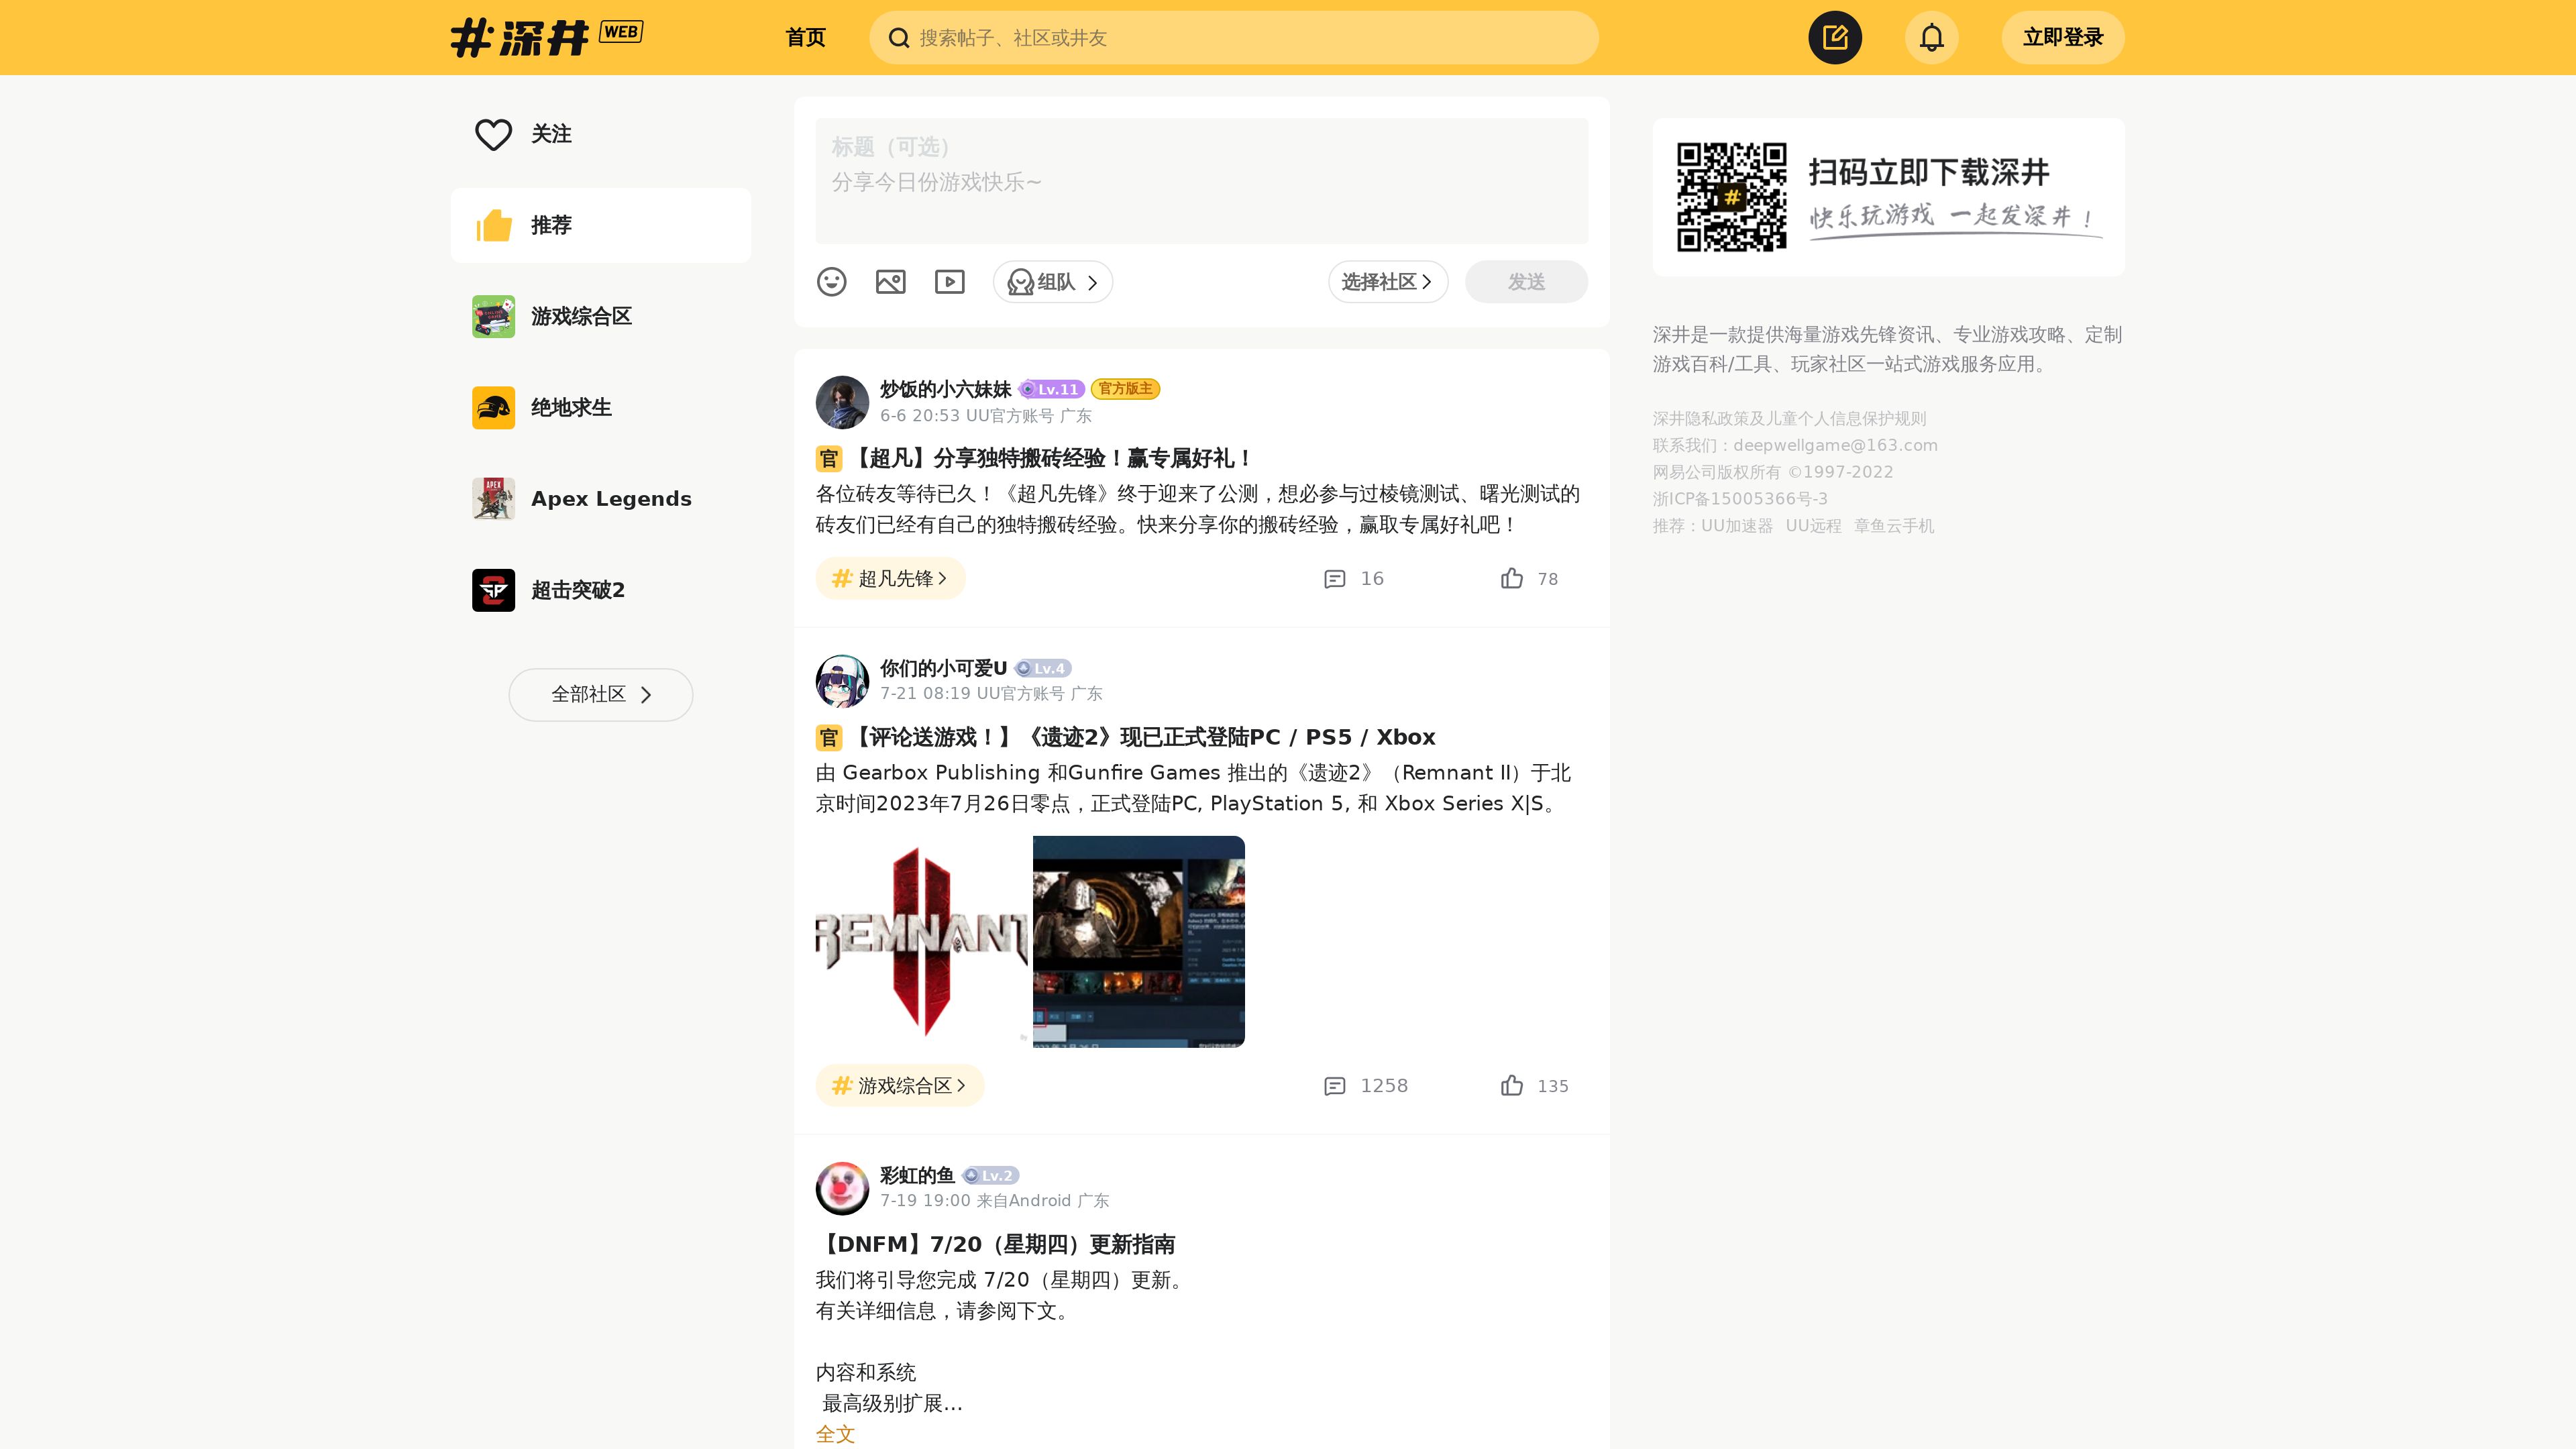 深井 WEB
首页
搜索帖子、社区或井友
立即登录
关注
推荐
游戏综合区
绝地求生
Apex Legends
超击突破2
全部社区
标题（可选）
分享今日份游戏快乐~
组队
选择社区
发送
炒饭的小六妹妹 Lv.11 官方版主
6-6 20:53 UU官方账号 广东
官 【超凡】分享独特搬砖经验！赢专属好礼！
各位砖友等待已久！《超凡先锋》终于迎来了公测，想必参与过棱镜测试、曙光测试的
砖友们已经有自己的独特搬砖经验。快来分享你的搬砖经验，赢取专属好礼吧！
超凡先锋
16
78
你们的小可爱U Lv.4
7-21 08:19 UU官方账号 广东
官 【评论送游戏！】《遗迹2》现已正式登陆PC / PS5 / Xbox
由 Gearbox Publishing 和Gunfire Games 推出的《遗迹2》（Remnant II）于北
京时间2023年7月26日零点，正式登陆PC, PlayStation 5, 和 Xbox Series X|S。
REMNANT
游戏综合区
1258
135
彩虹的鱼 Lv.2
7-19 19:00 来自Android 广东
【DNFM】7/20（星期四）更新指南
我们将引导您完成 7/20（星期四）更新。
有关详细信息，请参阅下文。
内容和系统
最高级别扩展...
全文
扫码立即下载深井
快乐玩游戏 一起发深井！
深井是一款提供海量游戏先锋资讯、专业游戏攻略、定制
游戏百科/工具、玩家社区一站式游戏服务应用。
深井隐私政策及儿童个人信息保护规则
联系我们：deepwellgame@163.com
网易公司版权所有 ©1997-2022
浙ICP备15005366号-3
推荐：UU加速器 UU远程 章鱼云手机